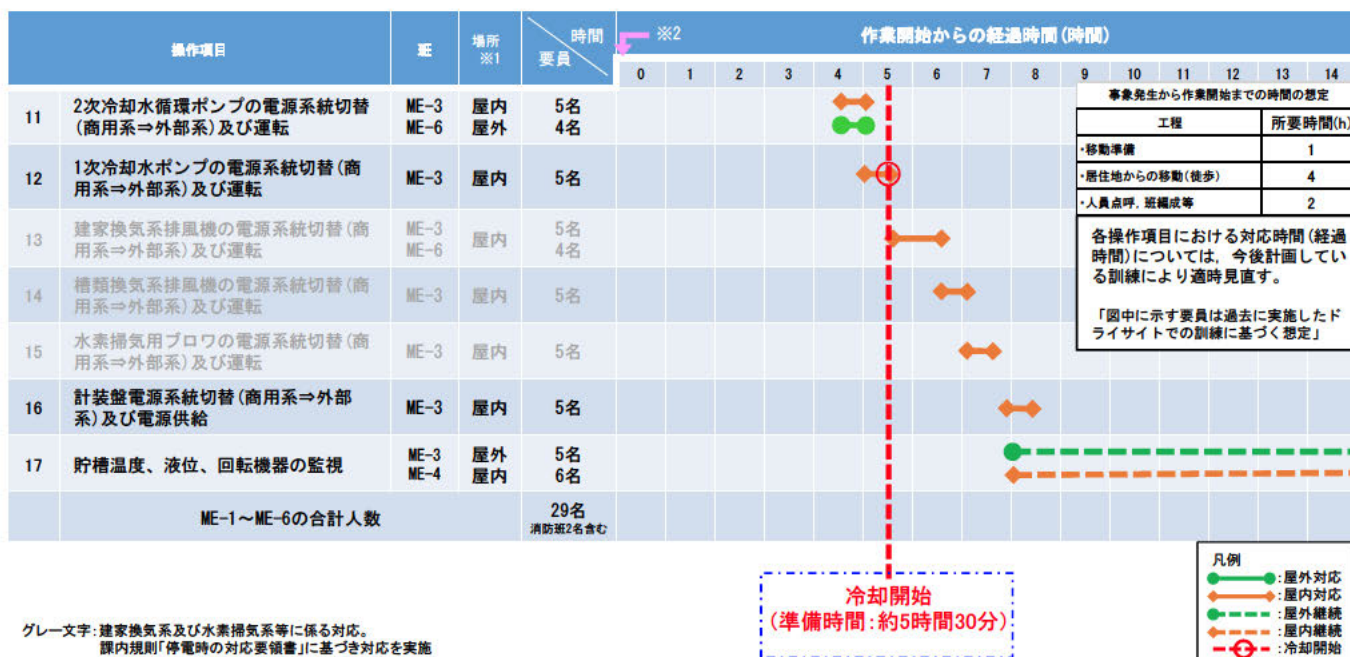 操作項目
班
場所
※1
時間
要員
※2
作業開始からの経過時間(時間)
0 1 2 3 4 5 6 7 8 9 10 11 12 13 14
11
2次冷却水循環ポンプの電源系統切替
(商用系⇒外部系)及び運転
ME-3
ME-6
屋内
屋外
5名
4名
12
1次冷却水ポンプの電源系統切替(商
用系⇒外部系)及び運転
ME-3
屋内
5名
13
建家換気系排風機の電源系統切替(商
用系⇒外部系)及び運転
ME-3
ME-6
屋内
5名
4名
14
槽類換気系排風機の電源系統切替(商
用系⇒外部系)及び運転
ME-3
屋内
5名
15
水素掃気用ブロワの電源系統切替(商
用系⇒外部系)及び運転
ME-3
屋内
5名
16
計装盤電源系統切替(商用系⇒外部
系)及び電源供給
ME-3
屋内
5名
17
貯槽温度、液位、回転機器の監視
ME-3
ME-4
屋外
屋内
5名
6名
ME-1～ME-6の合計人数
29名
消防班2名含む
事象発生から作業開始までの時間の想定
工程 所要時間(h)
・移動準備 1
・居住地からの移動(徒歩) 4
・人員点呼，班編成等 2
各操作項目における対応時間(経過
時間)については，今後計画してい
る訓練により適時見直す。
「図中に示す要員は過去に実施したド
ライサイトでの訓練に基づく想定」
冷却開始
(準備時間:約5時間30分)
凡例
:屋外対応
:屋内対応
:屋外継続
:屋内継続
:冷却開始
グレー文字:建家換気系及び水素掃気系等に係る対応。
課内規則「停電時の対応要領書」に基づき対応を実施